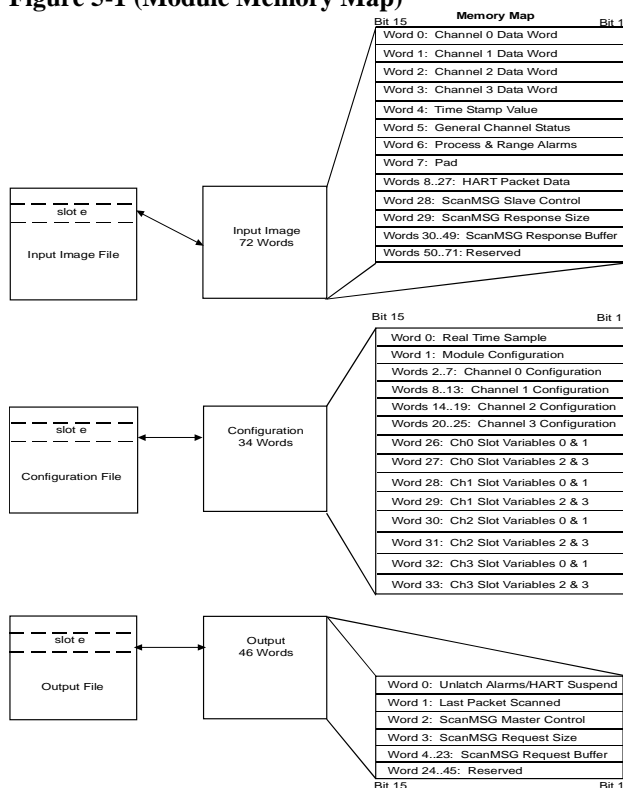 Figure 3-1 (Module Memory Map)
Bit 15 Memory Map Bit 1
Word 0: Channel 0 Data Word
Word 1: Channel 1 Data Word
Word 2: Channel 2 Data Word
Word 3: Channel 3 Data Word
Word 4: Time Stamp Value
Word 5: General Channel Status
Word 6: Process & Range Alarms
Word 7: Pad
Words 8..27: HART Packet Data
Word 28: ScanMSG Slave Control
Word 29: ScanMSG Response Size
Words 30..49: ScanMSG Response Buffer
Words 50..71: Reserved
slot e
Input Image File
Input Image
72 Words
Bit 15 Bit 1
Word 0: Real Time Sample
Word 1: Module Configuration
Words 2..7: Channel 0 Configuration
Words 8..13: Channel 1 Configuration
Words 14..19: Channel 2 Configuration
Words 20..25: Channel 3 Configuration
Word 26: Ch0 Slot Variables 0 & 1
Word 27: Ch0 Slot Variables 2 & 3
Word 28: Ch1 Slot Variables 0 & 1
Word 29: Ch1 Slot Variables 2 & 3
Word 30: Ch2 Slot Variables 0 & 1
Word 31: Ch2 Slot Variables 2 & 3
Word 32: Ch3 Slot Variables 0 & 1
Word 33: Ch3 Slot Variables 2 & 3
slot e
Configuration File
Configuration
34 Words
slot e
Output File
Output
46 Words
Word 0: Unlatch Alarms/HART Suspend
Word 1: Last Packet Scanned
Word 2: ScanMSG Master Control
Word 3: ScanMSG Request Size
Word 4..23: ScanMSG Request Buffer
Word 24..45: Reserved
Bit 15 Bit 1